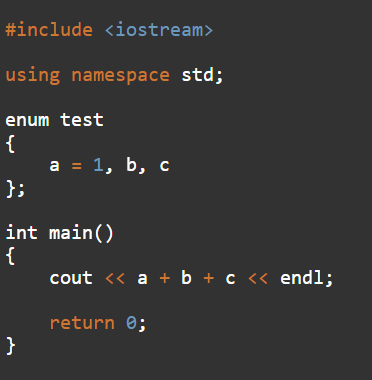 #include <iostream>
using namespace std;
enum test
{
    a = 1, b, c
};
int main()
{
    cout << a + b + c << endl;
    return 0;
}